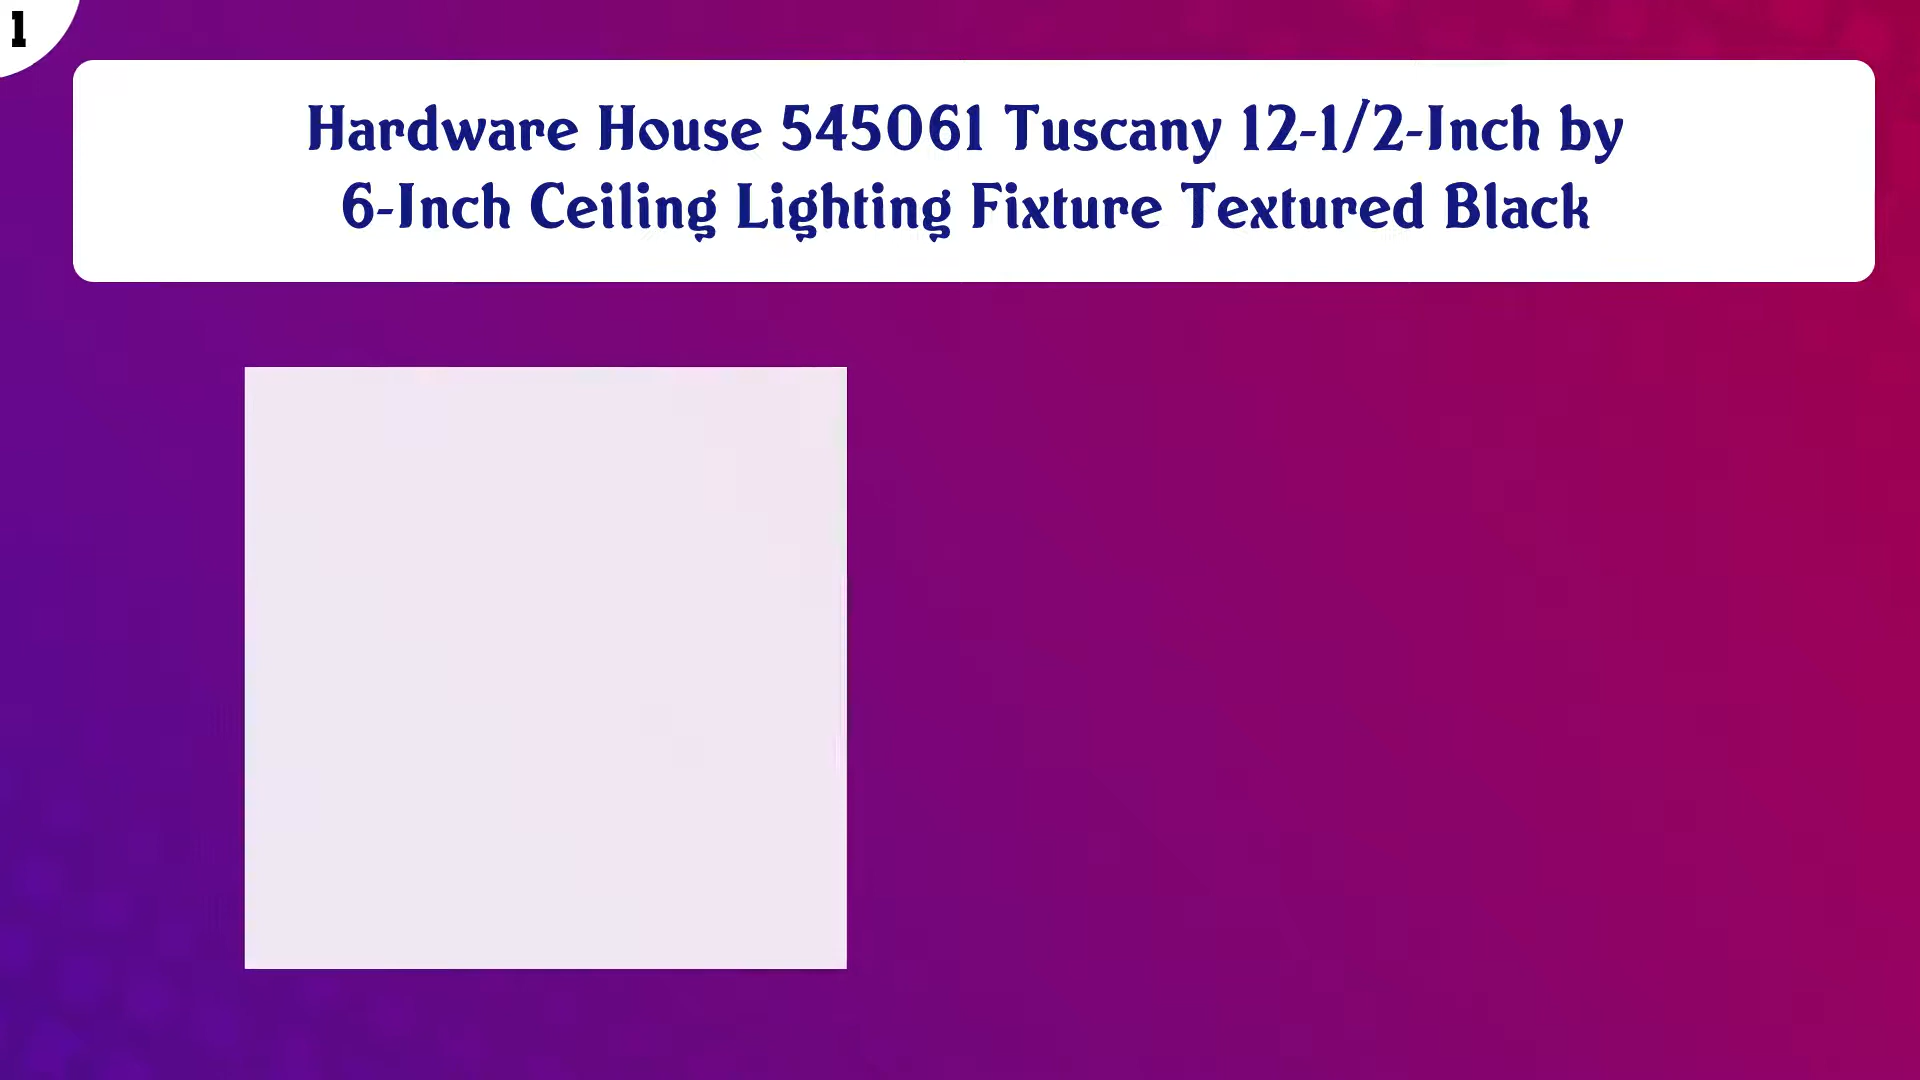 1
Hardware House 545061 Tuscany 12-1/2-Inch by
6-Inch Ceiling Lighting Fixture Textured Black